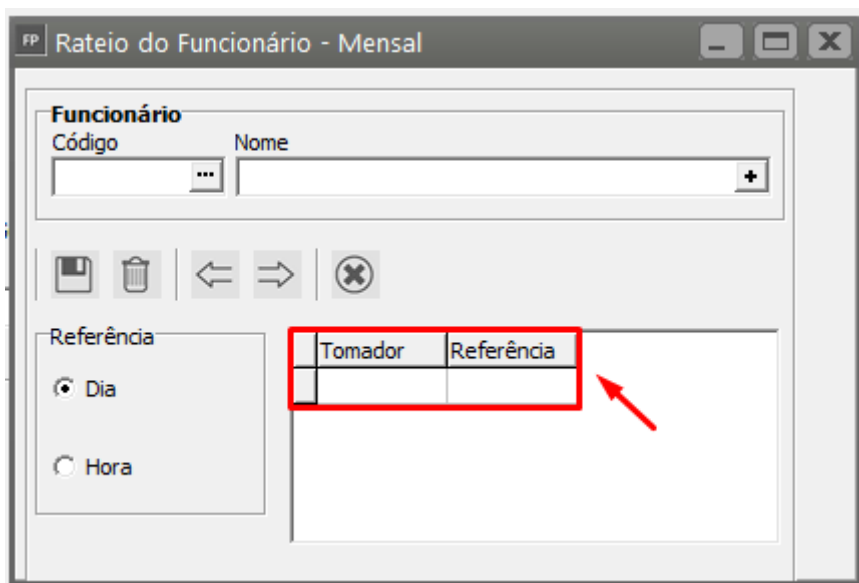 FP Rateio do Funcionário - Mensal
Funcionário
Código Nome
Referência
Tomador Referência
Dia
Hora